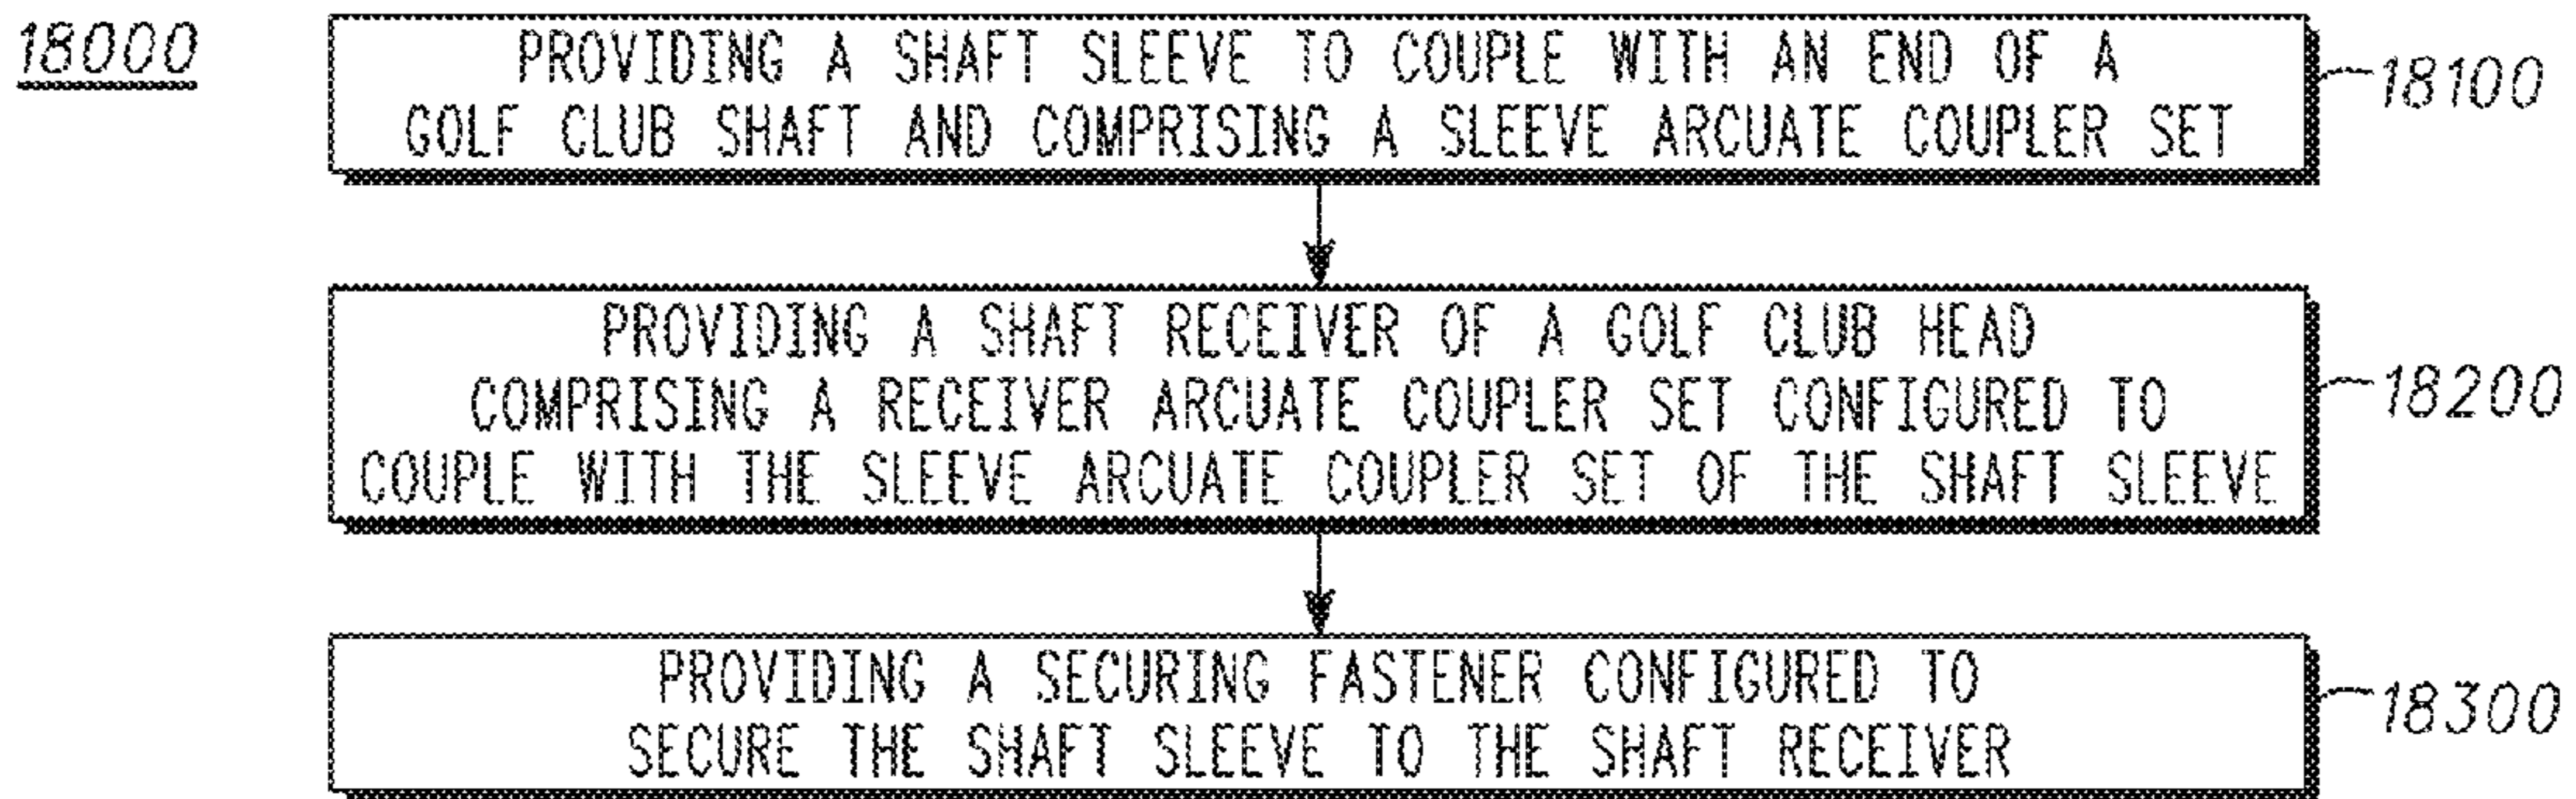 18000
PROVIDING A SHAFT SLEEVE TO COUPLE WITH AN END OF A
GOLF CLUB SHAFT AND COMPRISING A SLEEVE ARCUATE COUPLER SET
18100
PROVIDING A SHAFT RECEIVER OF A GOLF CLUB HEAD
COMPRISING A RECEIVER ARCUATE COUPLER SET CONFIGURED TO
COUPLE WITH THE SLEEVE ARCUATE COUPLER SET OF THE SHAFT SLEEVE
18200
PROVIDING A SECURING FASTENER CONFIGURED TO
SECURE THE SHAFT SLEEVE TO THE SHAFT RECEIVER
18300